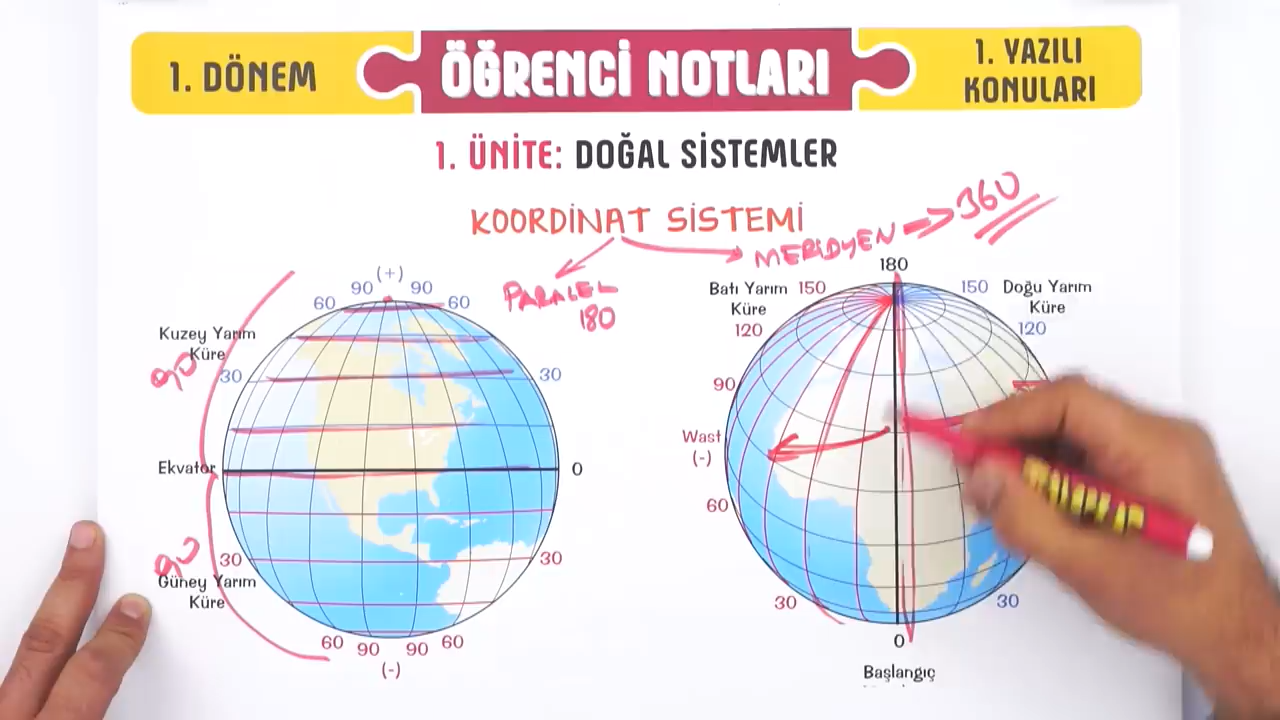 1. DÖNEM
ÖĞRENCİ NOTLARI
1. YAZILI
KONULARI
1. ÜNİTE: DOĞAL SİSTEMLER
KOORDİNAT SİSTEMİ
PARALEL
180
MERİDYEN => 360
(+)
90 90
60 60
Kuzey Yarım
Küre
90
30 30
Ekvator 0
90
30 30
Güney Yarım
Küre
60 90 90 60
(-)
180
Batı Yarım 150
Küre
120
150 Doğu Yarım
Küre
120
90
Wast
(-)
60
30 30
0
Başlangıç